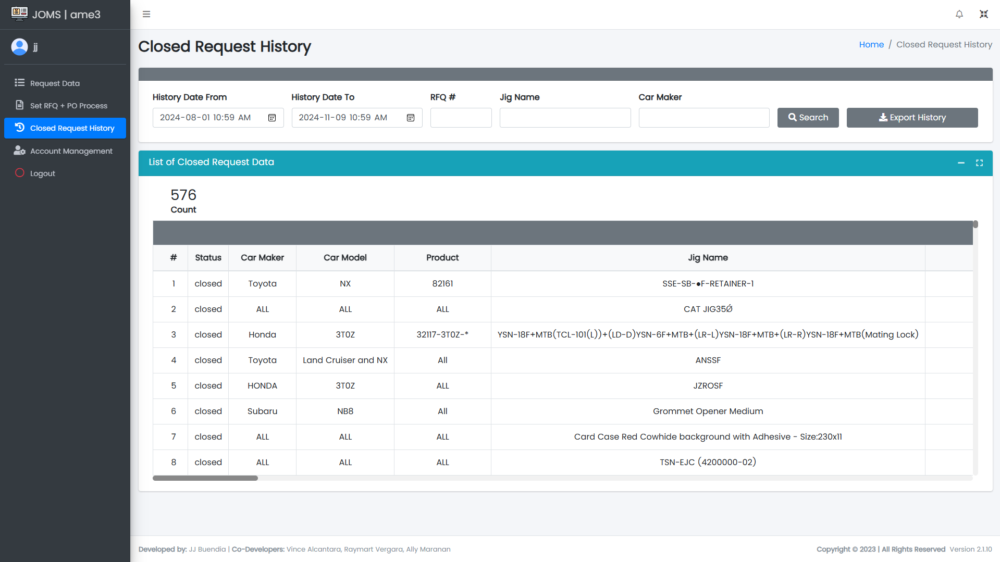 JOMS | ame3
jj
Request Data
Set RFQ + PO Process
Closed Request History
Account Management
Logout
Closed Request History
Home / Closed Request History
History Date From
History Date To
RFQ #
Jig Name
Car Maker
2024-08-01 10:59 AM
2024-11-09 10:59 AM
Search
Export History
List of Closed Request Data
576
Count
# Status Car Maker Car Model Product Jig Name
1 closed Toyota NX 82161 SSE-SB-●F-RETAINER-1
2 closed ALL ALL ALL CAT JIG35Ǿ
3 closed Honda 3T0Z 32117-3T0Z-* YSN-18F+MTB(TCL-101(L))+(LD-D)YSN-6F+MTB+(LR-L)YSN-18F+MTB+(LR-R)YSN-18F+MTB(Mating Lock)
4 closed Toyota Land Cruiser and NX All ANSSF
5 closed HONDA 3T0Z ALL JZROSF
6 closed Subaru NB8 All Grommet Opener Medium
7 closed ALL ALL ALL Card Case Red Cowhide background with Adhesive - Size:230x11
8 closed ALL ALL ALL TSN-EJC (4200000-02)
Developed by: JJ Buendia | Co-Developers: Vince Alcantara, Raymart Vergara, Ally Maranan
Copyright © 2023 | All Rights Reserved Version 2.1.10